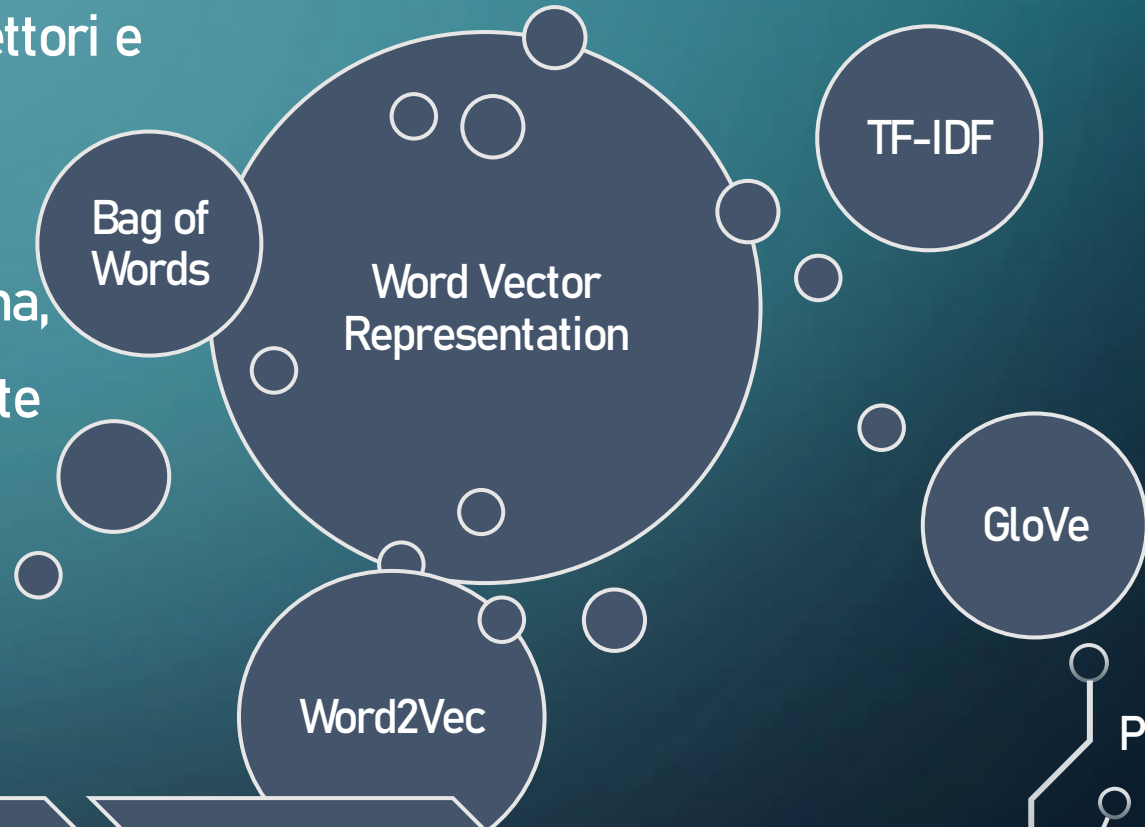 ettori e
TF-IDF
Bag of
Words
Word Vector
Representation
na,
te
GloVe
Word2Vec
P